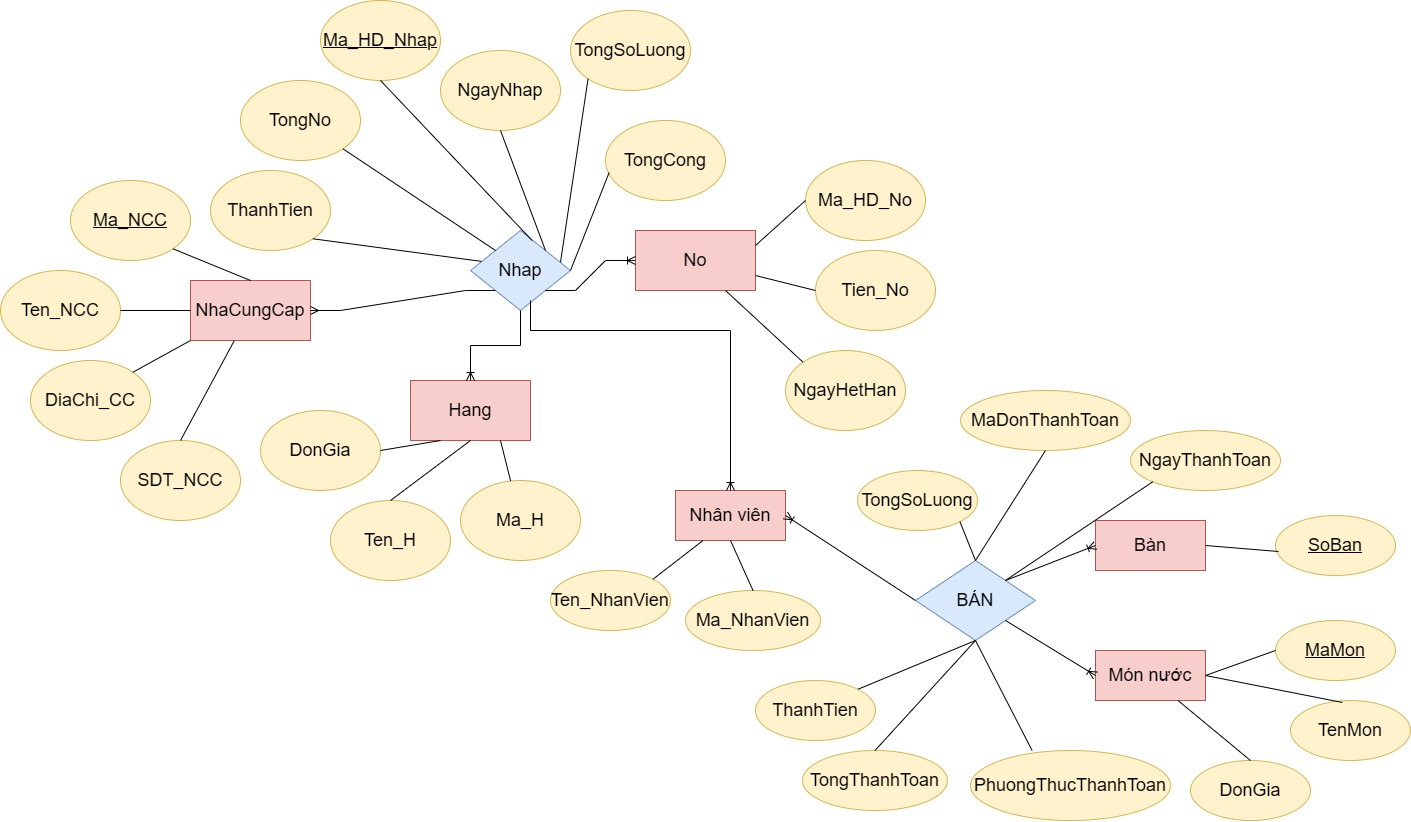 Ma_HD_Nhap
TongSoLuong
NgayNhap
TongNo
TongCong
ThanhTien
Ma_NCC
Ma_HD_No
Nhap
No
Tien_No
Ten_NCC
NhaCungCap
DiaChi_CC
NgayHetHan
Hang
SDT_NCC
DonGia
Ten_H
Ma_H
MaDonThanhToan
NgayThanhToan
TongSoLuong
Nhân viên
Bàn
SoBan
Ten_NhanVien
Ma_NhanVien
BÁN
MaMon
Món nước
TenMon
ThanhTien
TongThanhToan
PhuongThucThanhToan
DonGia